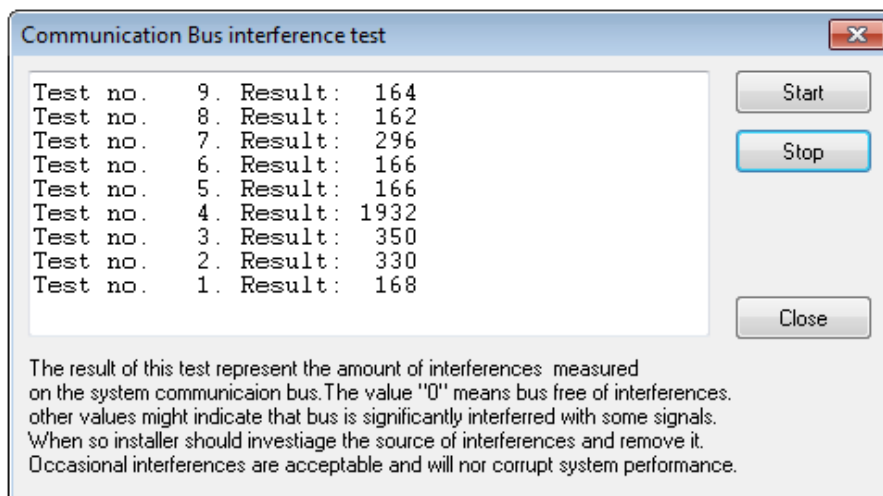 Communication Bus interference test
Test no. 9. Result: 164
Test no. 8. Result: 162
Test no. 7. Result: 296
Test no. 6. Result: 166
Test no. 5. Result: 166
Test no. 4. Result: 1932
Test no. 3. Result: 350
Test no. 2. Result: 330
Test no. 1. Result: 168
Start
Stop
Close
The result of this test represent the amount of interferences measured
on the system communicaion bus.The value "0" means bus free of interferences.
other values might indicate that bus is significantly interferred with some signals.
When so installer should investiage the source of interferences and remove it.
Occasional interferences are acceptable and will nor corrupt system performance.